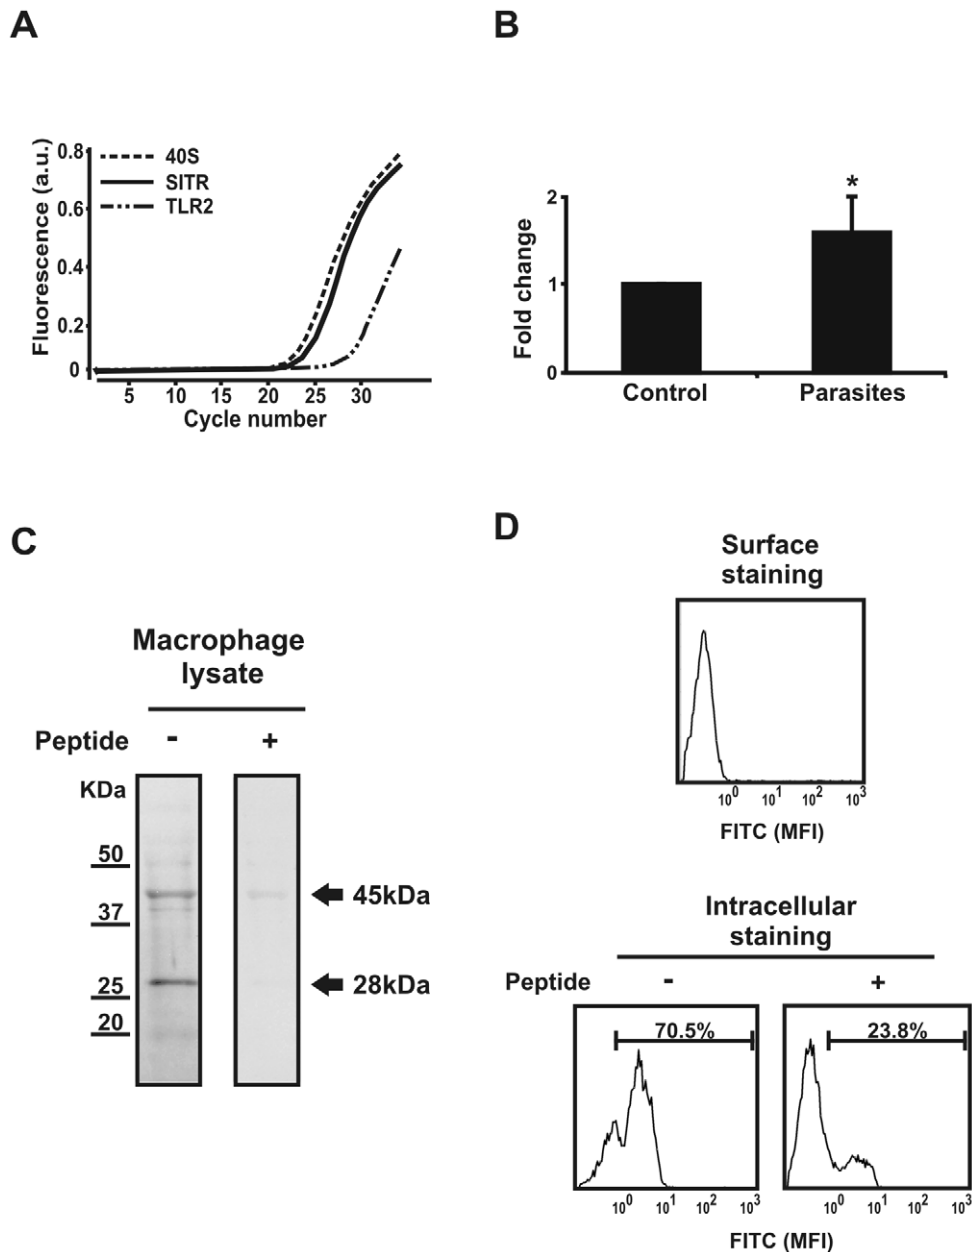 A
0.8
0.6
0.4
0.2
0
Fluorescence (a.u.)
40S
SITR
TLR2
5 10 15 20 25 30
Cycle number
B
2
1
0
Fold change
*
Control Parasites
C
Macrophage
lysate
Peptide - +
KDa
50
37
25
20
45kDa
28kDa
D
Surface
staining
10⁰ 10¹ 10² 10³
FITC (MFI)
Intracellular
staining
Peptide - +
70.5% 23.8%
10⁰ 10¹ 10² 10³ 10⁰ 10¹ 10² 10³
FITC (MFI)